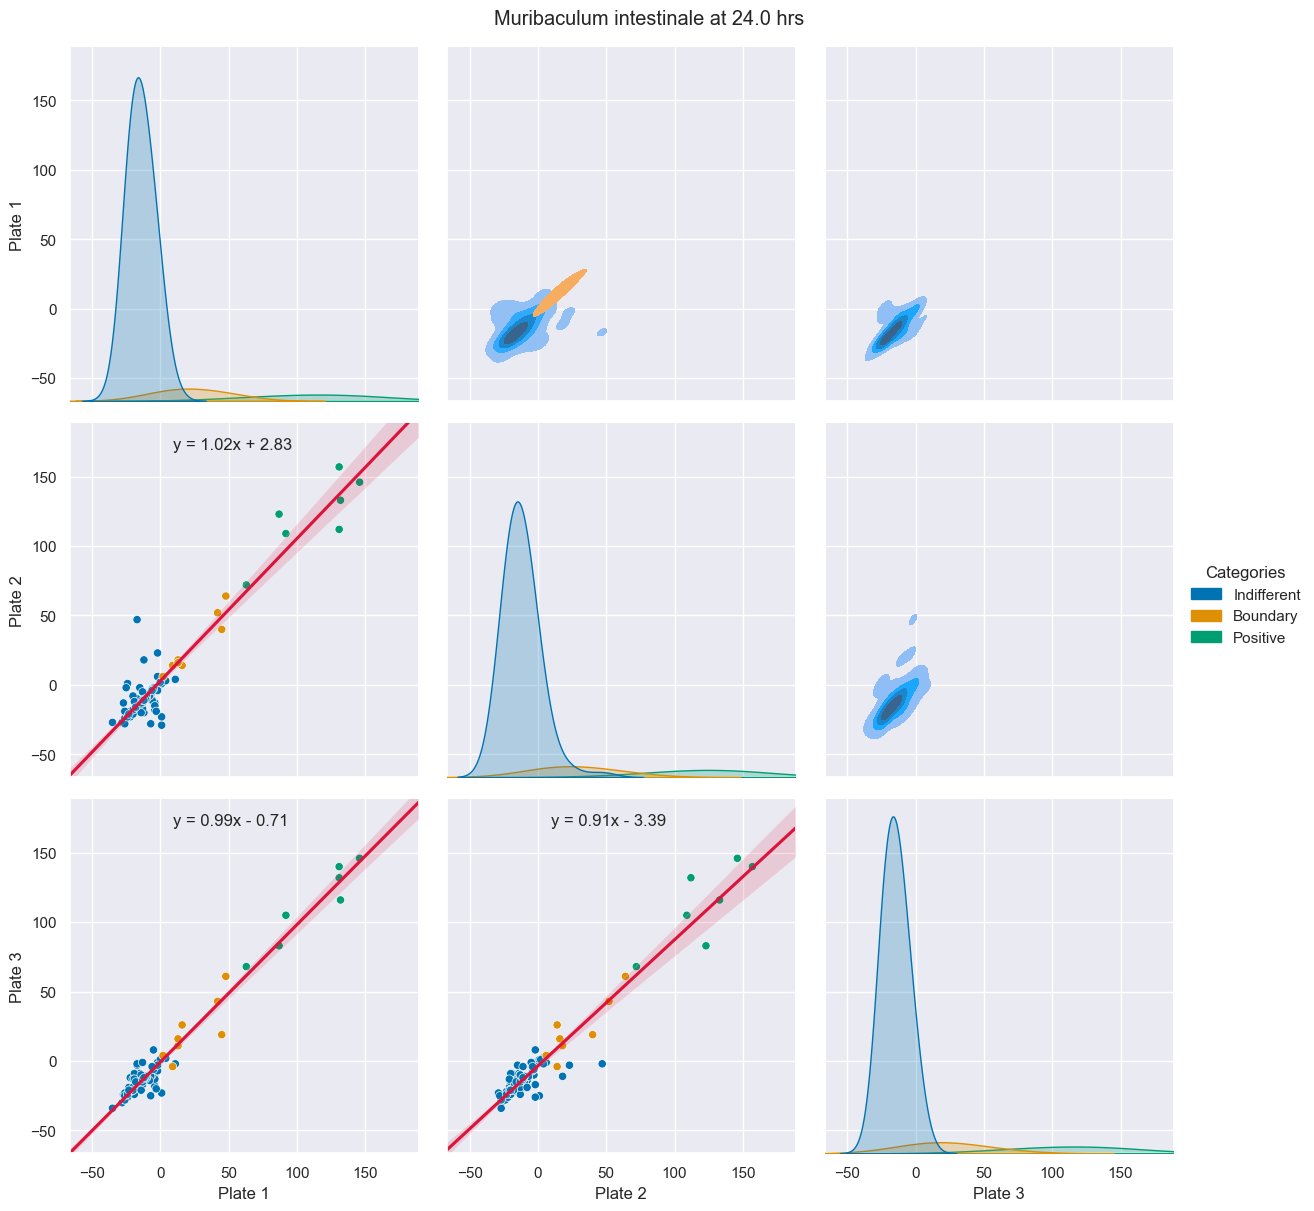 Muribaculum intestinale at 24.0 hrs
150
100
50
0
−50
Plate 1
y = 1.02x + 2.83
150
100
50
0
−50
Plate 2
Categories
Indifferent
Boundary
Positive
y = 0.99x - 0.71
y = 0.91x - 3.39
150
100
50
0
−50
Plate 3
−50 0 50 100 150
−50 0 50 100 150
−50 0 50 100 150
Plate 1
Plate 2
Plate 3